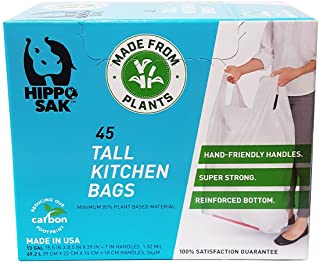 HIPPO
SAK™
MADE FROM
PLANTS
45
TALL
KITCHEN
BAGS
MINIMUM 80% PLANT BASED MATERIAL
HAND-FRIENDLY HANDLES.
SUPER STRONG.
REINFORCED BOTTOM.
REDUCING OUR
carbon
FOOTPRINT
MADE IN USA
100% SATISFACTION GUARANTEE